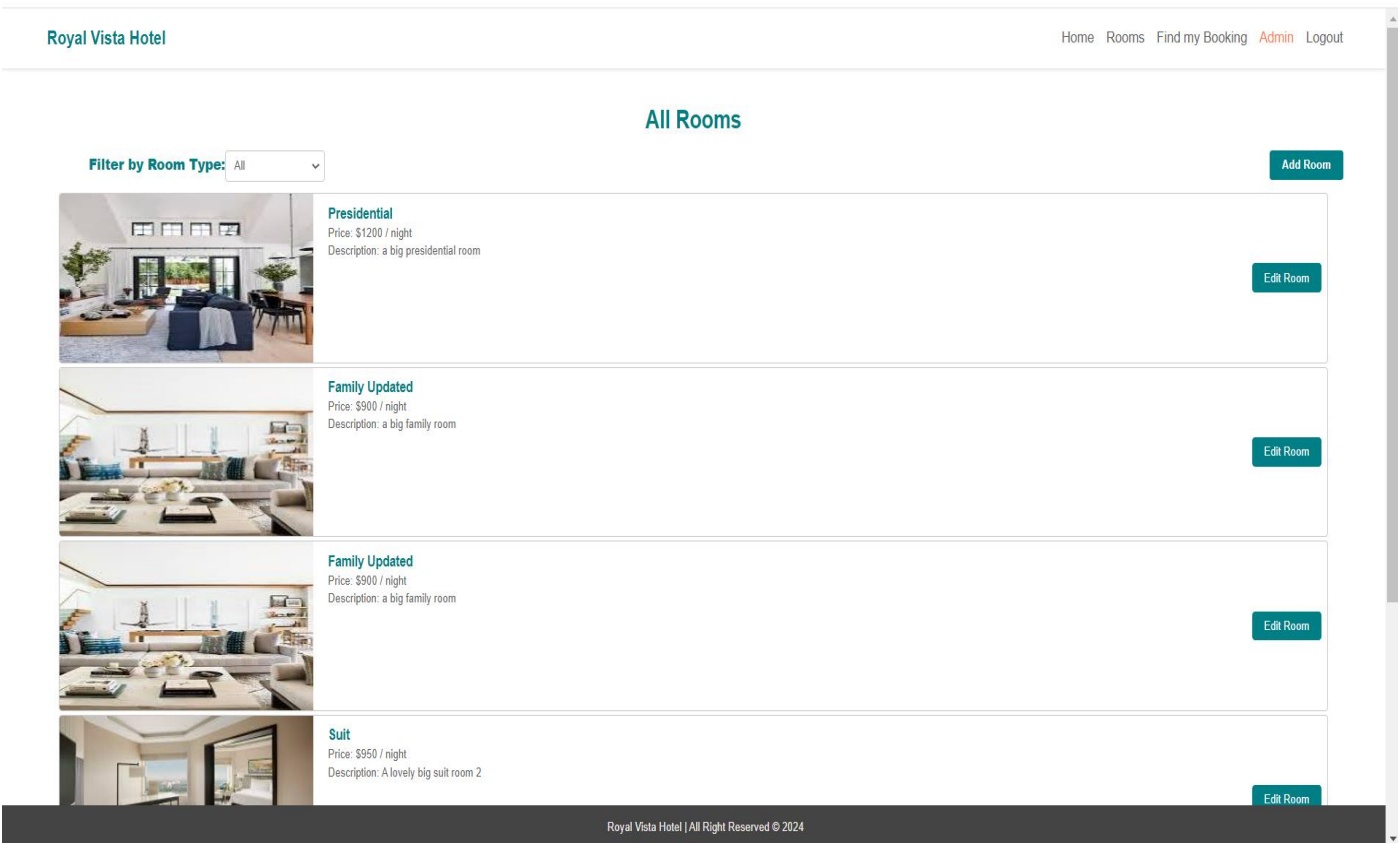 Royal Vista Hotel
Home Rooms Find my Booking Admin Logout
All Rooms
Filter by Room Type: All
Add Room
Presidential
Price: $1200 / night
Description: a big presidential room
Edit Room
Family Updated
Price: $900 / night
Description: a big family room
Edit Room
Family Updated
Price: $900 / night
Description: a big family room
Edit Room
Suit
Price: $950 / night
Description: A lovely big suit room 2
Edit Room
Royal Vista Hotel | All Right Reserved © 2024